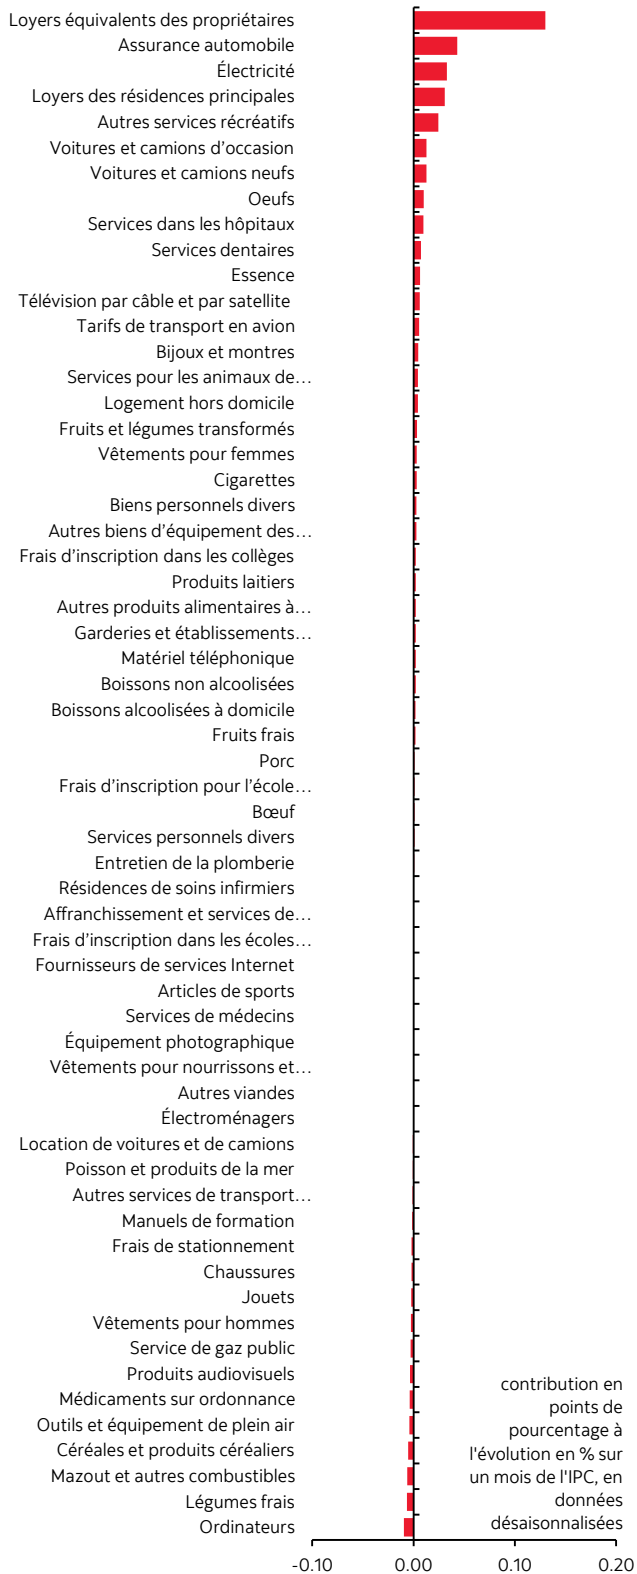 Loyers équivalents des propriétaires
Assurance automobile
Électricité
Loyers des résidences principales
Autres services récréatifs
Voitures et camions d’occasion
Voitures et camions neufs
Oeufs
Services dans les hôpitaux
Services dentaires
Essence
Télévision par câble et par satellite
Tarifs de transport en avion
Bijoux et montres
Services pour les animaux de…
Logement hors domicile
Fruits et légumes transformés
Vêtements pour femmes
Cigarettes
Biens personnels divers
Autres biens d’équipement des…
Frais d’inscription dans les collèges
Produits laitiers
Autres produits alimentaires à…
Garderies et établissements…
Matériel téléphonique
Boissons non alcoolisées
Boissons alcoolisées à domicile
Fruits frais
Porc
Frais d’inscription pour l’école…
Bœuf
Services personnels divers
Entretien de la plomberie
Résidences de soins infirmiers
Affranchissement et services de…
Frais d’inscription dans les écoles…
Fournisseurs de services Internet
Articles de sports
Services de médecins
Équipement photographique
Vêtements pour nourrissons et…
Autres viandes
Électroménagers
Location de voitures et de camions
Poisson et produits de la mer
Autres services de transport…
Manuels de formation
Frais de stationnement
Chaussures
Jouets
Vêtements pour hommes
Service de gaz public
Produits audiovisuels
Médicaments sur ordonnance
Outils et équipement de plein air
Céréales et produits céréaliers
Mazout et autres combustibles
Légumes frais
Ordinateurs
contribution en
points de
pourcentage à
l'évolution en % sur
un mois de l'IPC, en
données
désaisonnalisées
-0.10 0.00 0.10 0.20